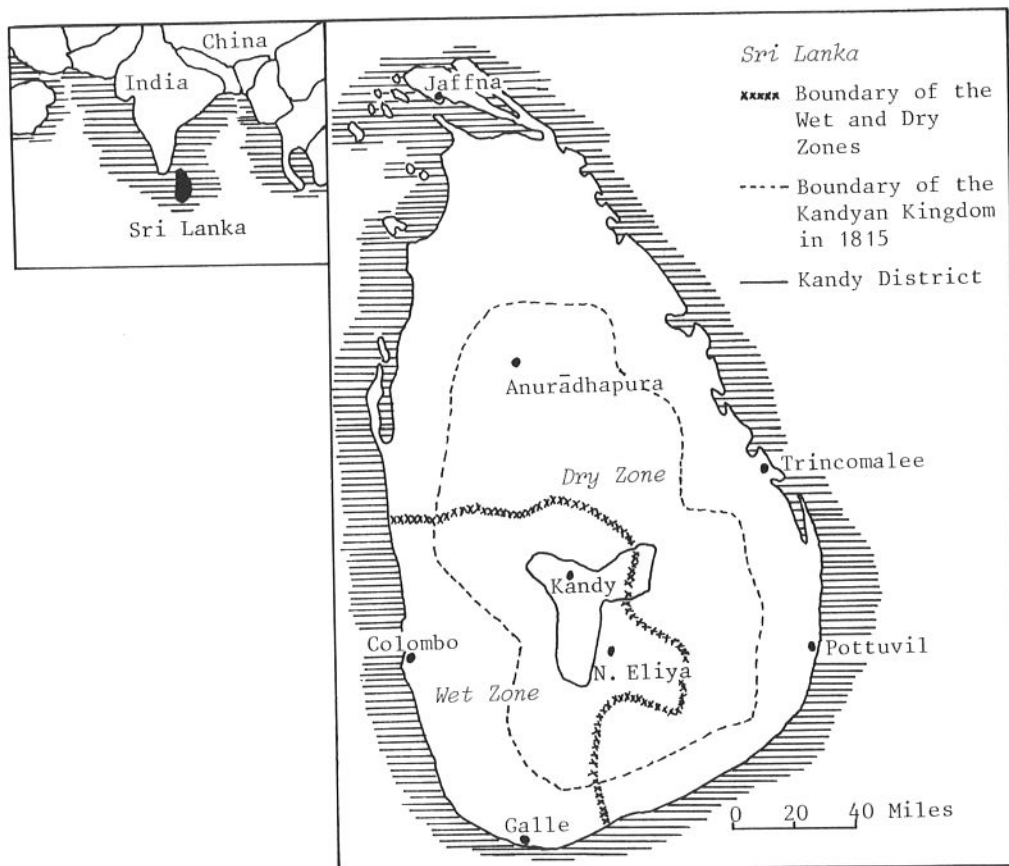 China
India
Sri Lanka
Sri Lanka
Boundary of the
Wet and Dry
Zones
Boundary of the
Kandyan Kingdom
in 1815
Kandy District
Jaffna
Anurādhapura
Trincomalee
Dry Zone
Kandy
Colombo
N. Eliya
Pottuvil
Wet Zone
Galle
0 20 40 Miles